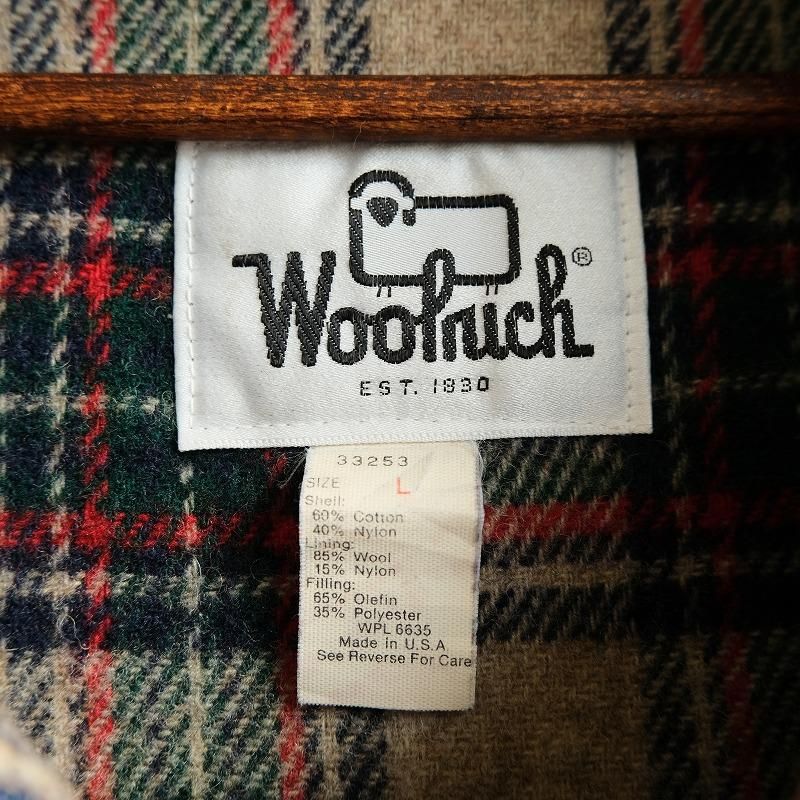 Woolrich®
EST. 1830
33253
SIZE L
Shell:
60% Cotton
40% Nylon
Lining:
85% Wool
15% Nylon
Filling:
65% Olefin
35% Polyester
WPL 6635
Made in U.S.A
See Reverse For Care